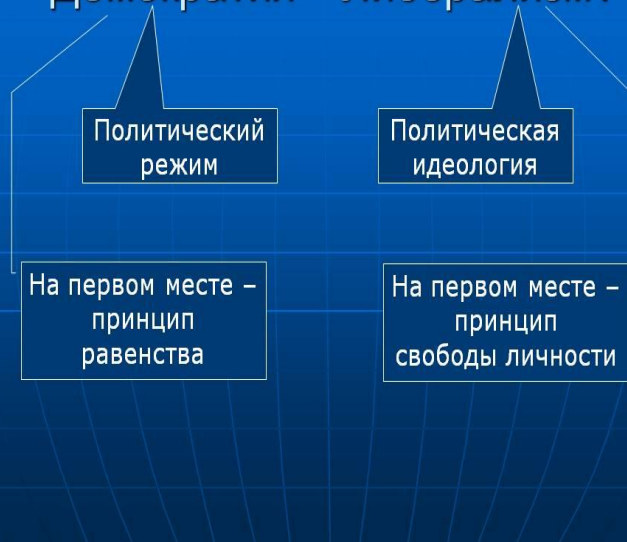 Политический
режим
Политическая
идеология
На первом месте –
принцип
равенства
На первом месте –
принцип
свободы личности